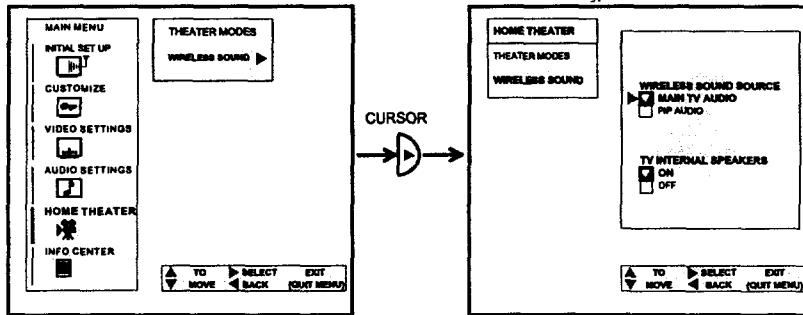 MAIN MENU
INITIAL SET UP
CUSTOMIZE
VIDEO SETTINGS
AUDIO SETTINGS
HOME THEATER
INFO CENTER
THEATER MODES
WIRELESS SOUND
TO MOVE
SELECT
BACK
EXIT
(QUIT MENU)
CURSOR
HOME THEATER
THEATER MODES
WIRELESS SOUND
WIRELESS SOUND SOURCE
MAIN TV AUDIO
PIP AUDIO
TV INTERNAL SPEAKERS
ON
OFF
TO MOVE
SELECT
BACK
EXIT
(QUIT MENU)